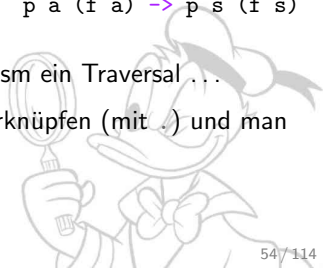 p a (f a) -> p s (f s)
sm ein Traversal ...
rknüpfen (mit .) und man
54 / 114